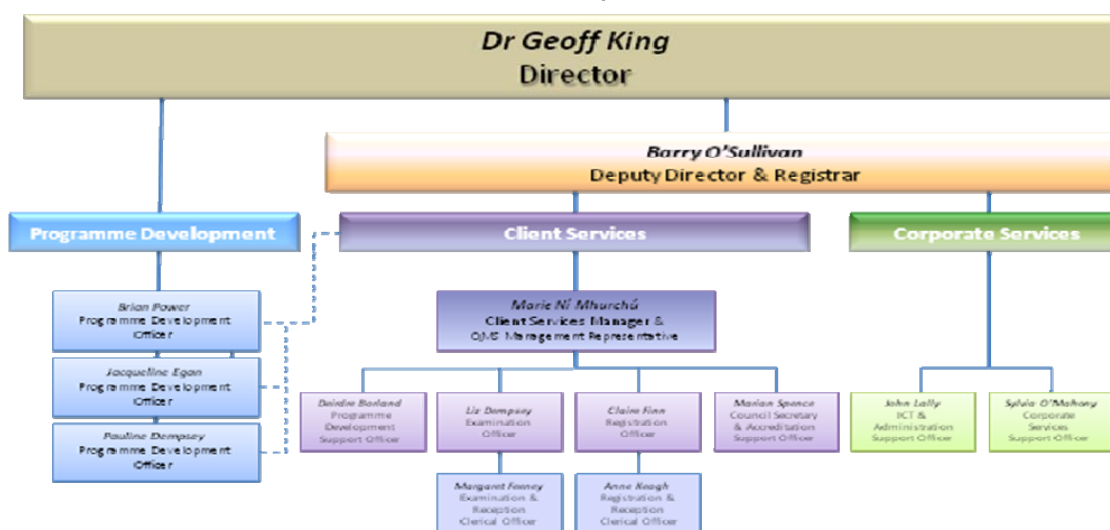 Dr Geoff King
Director
Barry O'Sullivan
Deputy Director & Registrar
Programme Development
Client Services
Corporate Services
Brian Power
Programme Development
Officer
Jacqueline Egan
Programme Development
Officer
Pauline Dempsey
Programme Development
Officer
Marie Ní Mhurchú
Client Services Manager &
QMS Management Representative
Deirdre Borland
Programme
Development
Support Officer
Liz Dempsey
Examination
Officer
Claire Finn
Registration
Officer
Marian Spence
Council Secretary
& Accreditation
Support Officer
John Lally
ICT &
Administration
Support Officer
Sylvia O'Mahony
Corporate
Services
Support Officer
Margaret Feeney
Examination &
Reception
Clerical Officer
Anne Keogh
Registration &
Reception
Clerical Officer